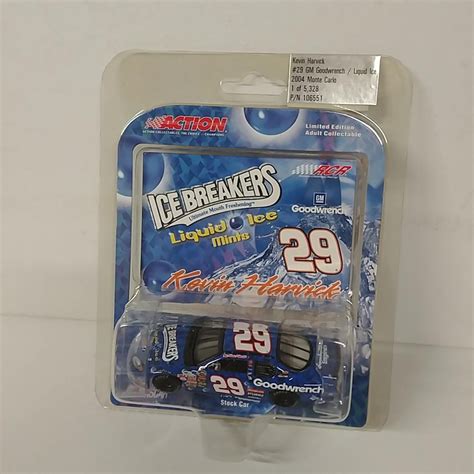 Kevin Harvick
#29 GM Goodwrench / Liquid Ice
2004 Monte Carlo
1 of 5,328
P/N 106551
ACTION
Limited Edition
Adult Collectable
RCR
ICE BREAKERS
Ultimate Mouth Freshening
Liquid Ice
Mints
GM
Goodwrench
29
Kevin Harvick
ICE BREAKERS
29
29
Goodwrench
Stock Car